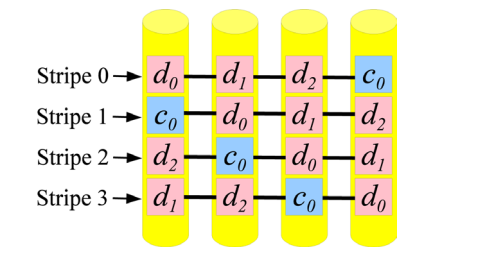 Stripe 0 d0 d1 d2 c0
Stripe 1 c0 d0 d1 d2
Stripe 2 d2 c0 d0 d1
Stripe 3 d1 d2 c0 d0